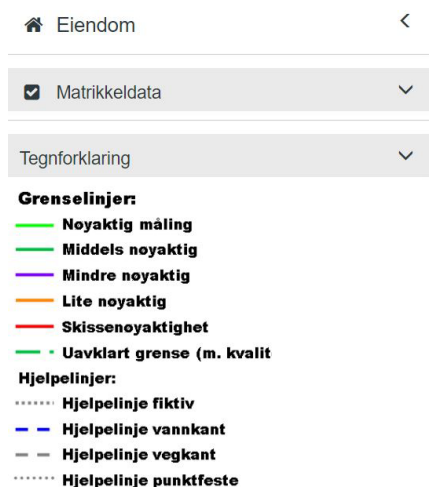 Eiendom
Matrikkeldata
Tegnforklaring
Grenselinjer:
Nøyaktig måling
Middels nøyaktig
Mindre nøyaktig
Lite nøyaktig
Skissenøyaktighet
Uavklart grense (m. kvalit
Hjelpelinjer:
Hjelpelinje fiktiv
Hjelpelinje vannkant
Hjelpelinje vegkant
Hjelpelinje punktfeste